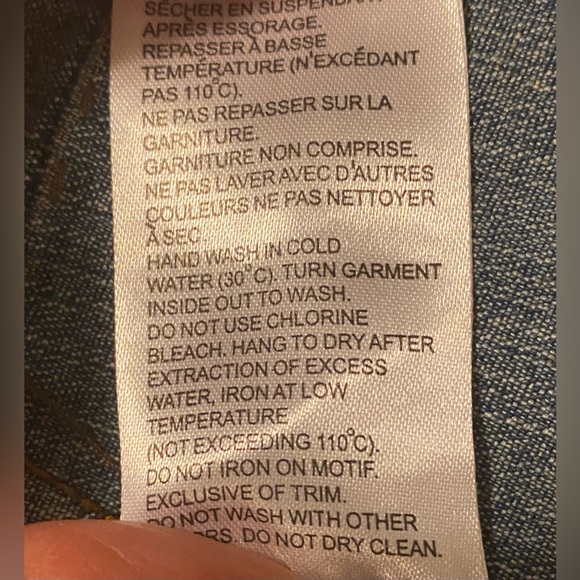 SÉCHER EN SUSPENDANT
APRÈS ESSORAGE.
REPASSER À BASSE
TEMPÉRATURE (N'EXCÉDANT
PAS 110°C).
NE PAS REPASSER SUR LA
GARNITURE.
GARNITURE NON COMPRISE.
NE PAS LAVER AVEC D'AUTRES
COULEURS NE PAS NETTOYER
À SEC
HAND WASH IN COLD
WATER (30°C). TURN GARMENT
INSIDE OUT TO WASH.
DO NOT USE CHLORINE
BLEACH. HANG TO DRY AFTER
EXTRACTION OF EXCESS
WATER, IRON AT LOW
TEMPERATURE
(NOT EXCEEDING 110°C).
DO NOT IRON ON MOTIF.
EXCLUSIVE OF TRIM.
DO NOT WASH WITH OTHER
DO NOT DRY CLEAN.